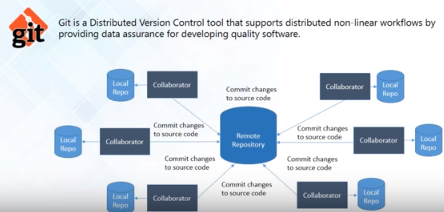 git
Git is a Distributed Version Control tool that supports distributed non-linear workflows by
providing data assurance for developing quality software.
Local
Repo
Collaborator
Collaborator
Local
Repo
Commit changes
to source code
Commit changes
to source code
Commit changes
to source code
Local
Repo
Collaborator
Remote
Repository
Commit changes
to source code
Collaborator
Local
Repo
Commit changes
to source code
Commit changes
to source code
Local
Repo
Collaborator
Collaborator
Local
Repo